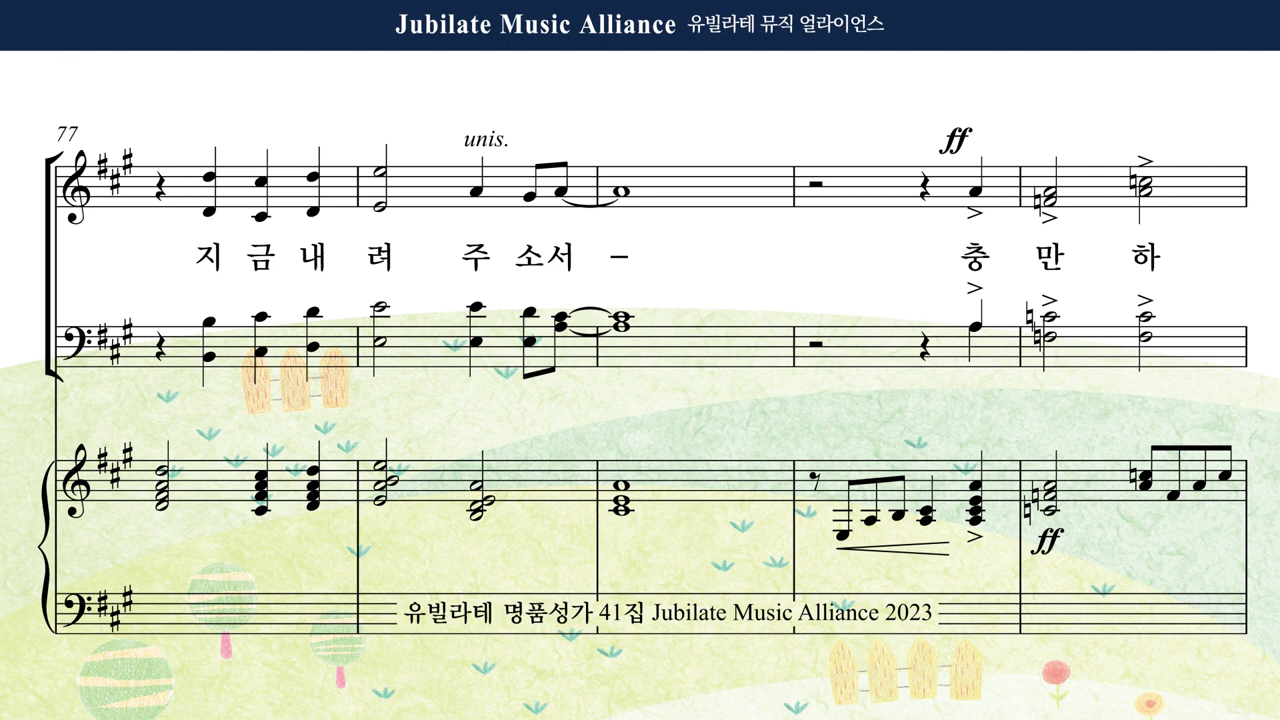 Jubilate Music Alliance 유빌라테 뮤직 얼라이언스
77
unis.
ff
지 금 내 려 주 소서 – 충 만 하
ff
유빌라테 명품성가 41집 Jubilate Music Alliance 2023